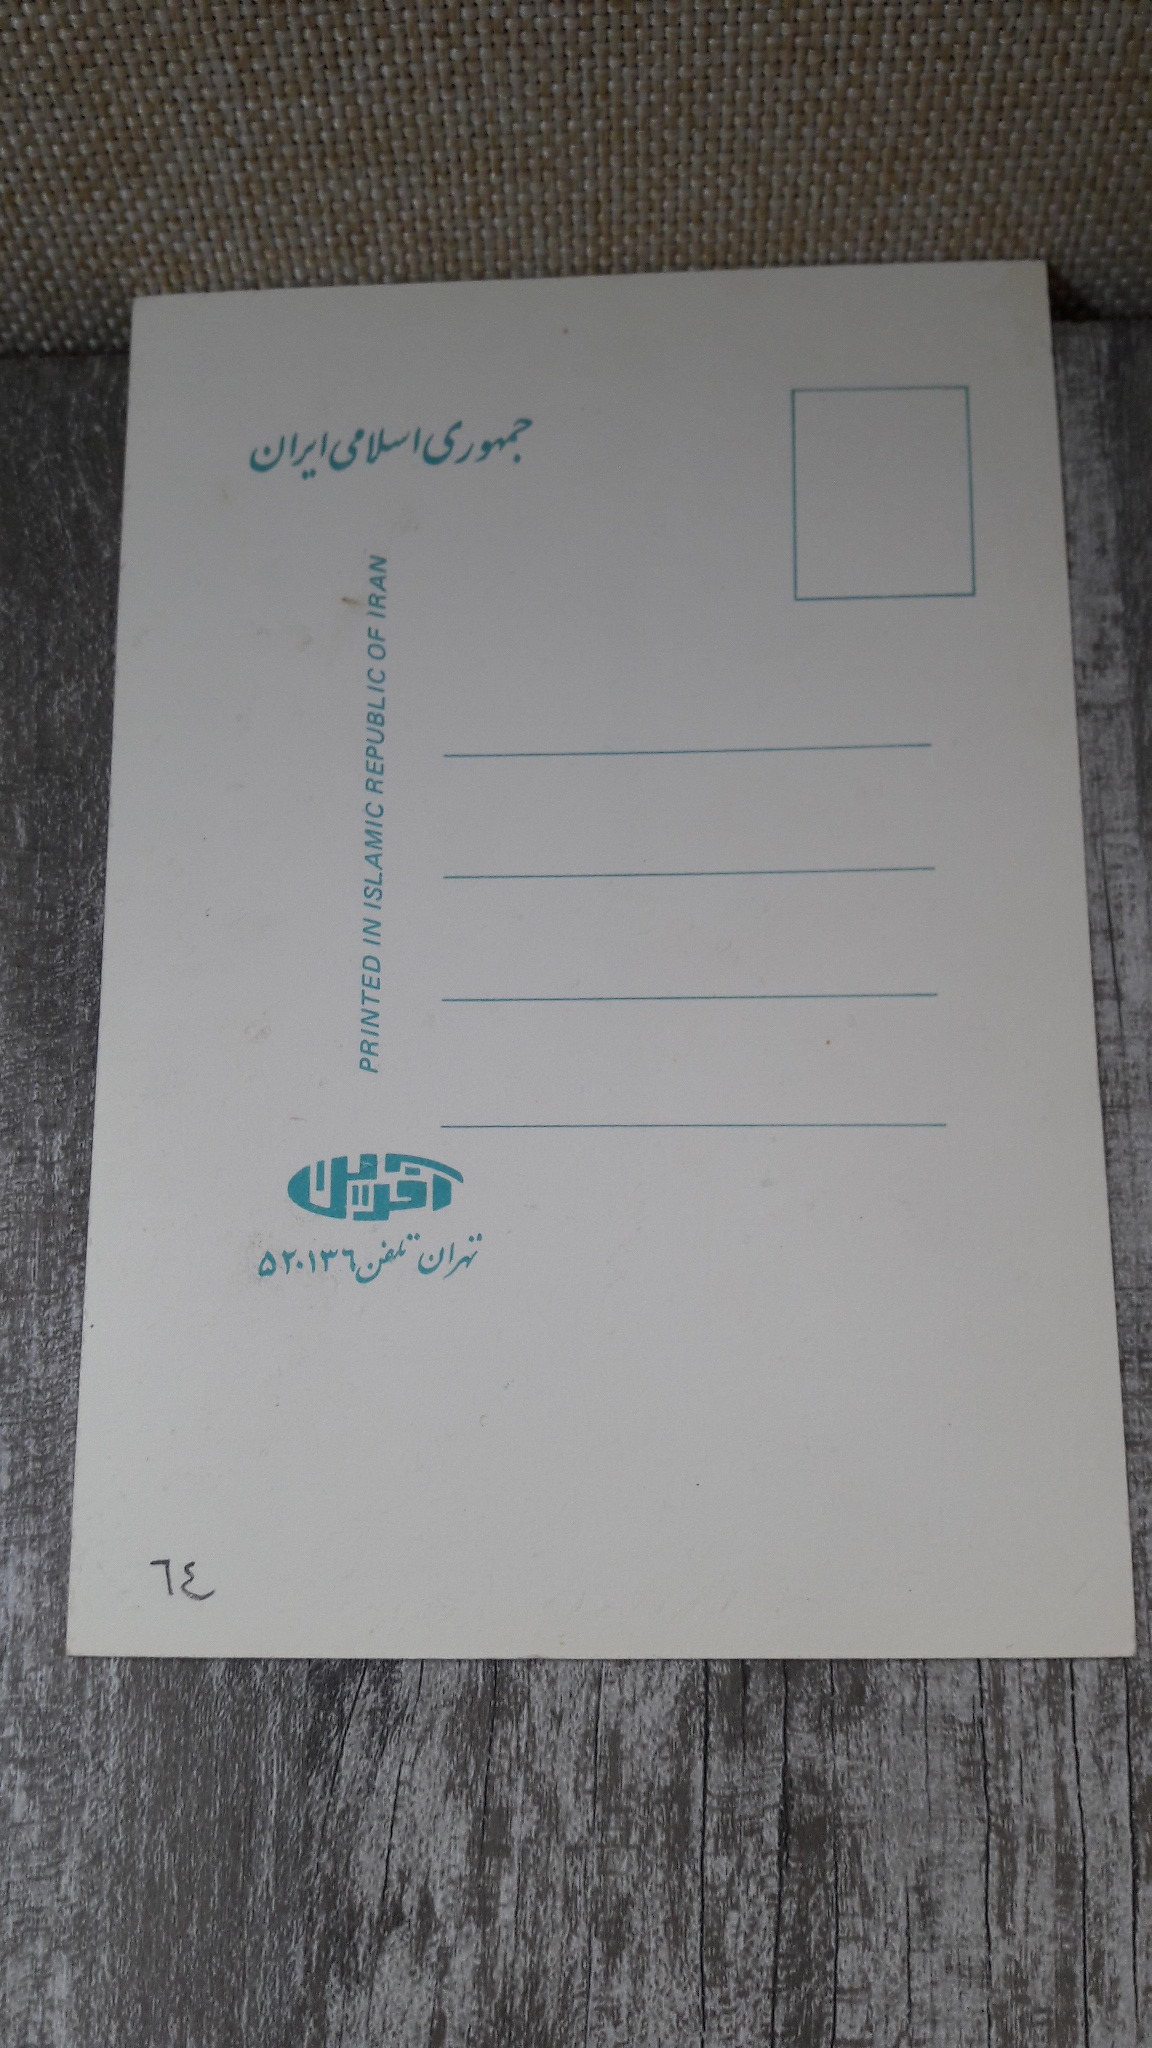 جمهوری اسلامی ایران
PRINTED IN ISLAMIC REPUBLIC OF IRAN
آفرین
تهران تلفن ۵۲۰۱۳۶
٦٤